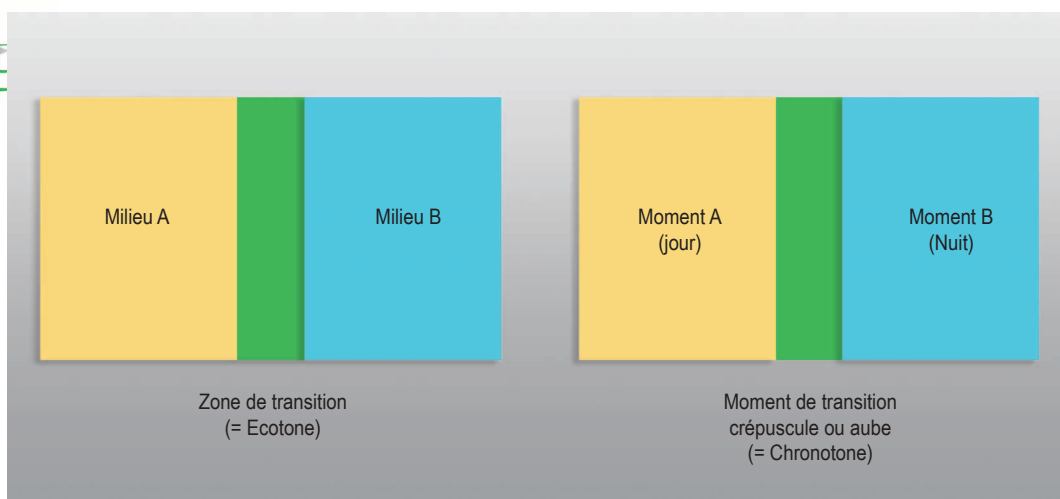 Milieu A
Milieu B
Zone de transition
(= Ecotone)
Moment A
(jour)
Moment B
(Nuit)
Moment de transition
crépuscule ou aube
(= Chronotone)